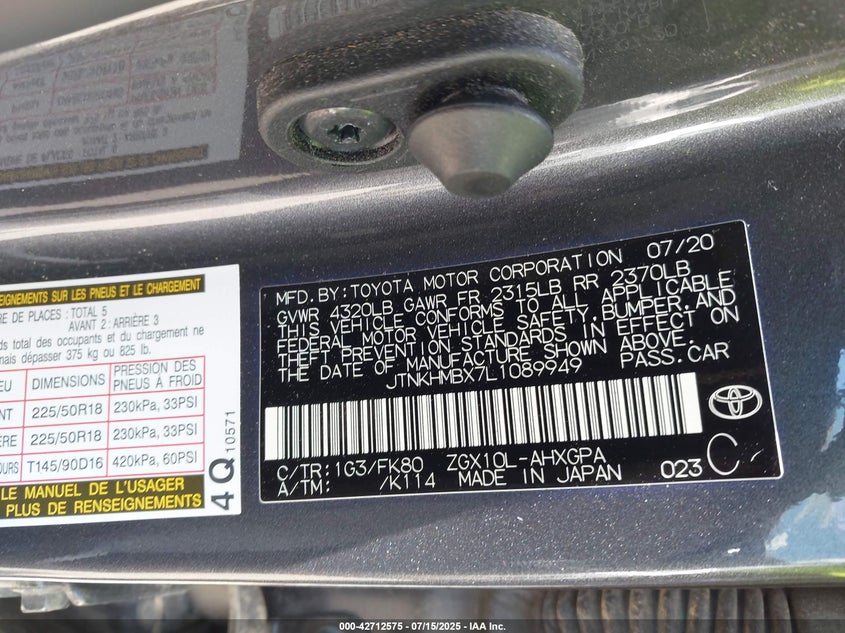 EIGNEMENTS SUR LES PNEUS ET LE CHARGEMENT
RE DE PLACES : TOTAL 5
AVANT 2 : ARRIÈRE 3
ds total des occupants et du chargement ne
mais dépasser 375 kg ou 825 lb.
EU DIMENSIONS PRESSION DES PNEUS À FROID
NT 225/50R18 230kPa, 33PSI
ÈRE 225/50R18 230kPa, 33PSI
OURS T145/90D16 420kPa, 60PSI
LE MANUEL DE L'USAGER
PLUS DE RENSEIGNEMENTS
4Q 10571
MFD. BY: TOYOTA MOTOR CORPORATION 07/20
GVWR 4320LB GAWR FR 2315LB RR 2370LB
THIS VEHICLE CONFORMS TO ALL APPLICABLE
FEDERAL MOTOR VEHICLE SAFETY, BUMPER, AND
THEFT PREVENTION STANDARDS IN EFFECT ON
THE DATE OF MANUFACTURE SHOWN ABOVE.
JTNKHMBX7L1089949 PASS. CAR
C/TR: 1G3/FK80 ZGX10L-AHXGPA 023 C
A/TM: /K114 MADE IN JAPAN
000-42712575 - 07/15/2025 - IAA Inc.